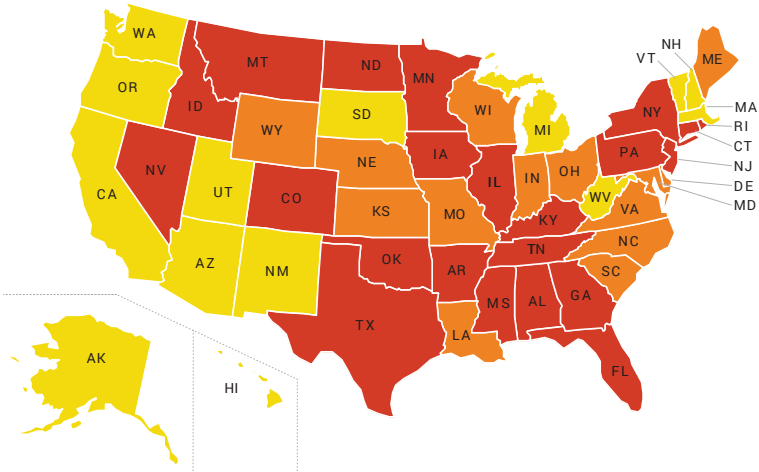 WA
NH
VT
ME
MT
ND
MN
OR
ID
SD
WI
MI
NY
MA
RI
CT
WY
IA
PA
NJ
NE
IL
IN
OH
DE
MD
NV
UT
CO
CA
KS
MO
WV
VA
KY
NC
TN
AZ
NM
OK
AR
SC
MS
AL
GA
TX
LA
AK
FL
HI